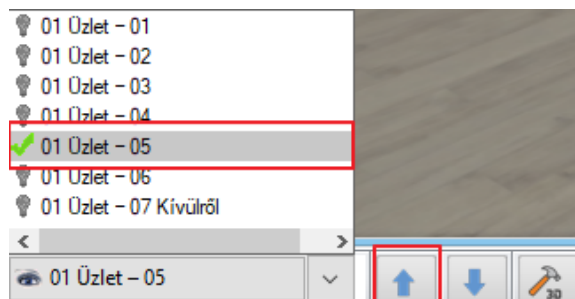 01 Üzlet – 01
01 Üzlet – 02
01 Üzlet – 03
01 Üzlet – 04
01 Üzlet – 05
01 Üzlet – 06
01 Üzlet – 07 Kívülről
01 Üzlet – 05
3D